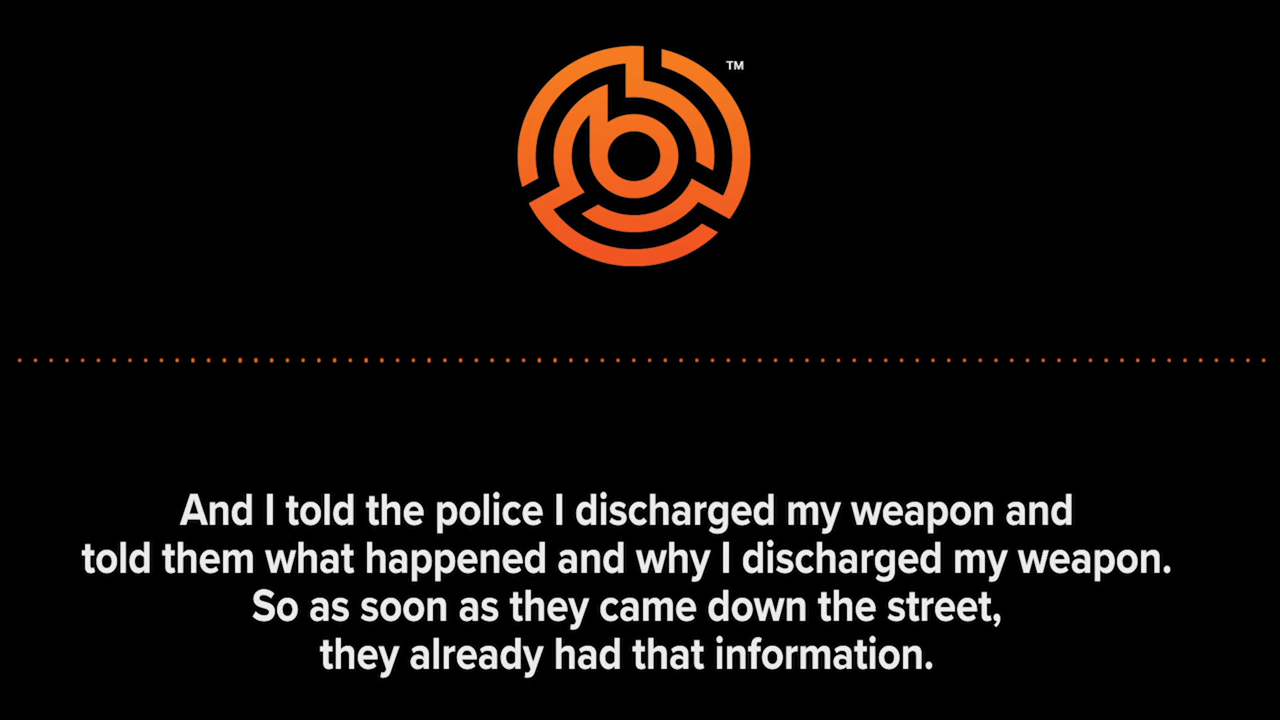 TM
And I told the police I discharged my weapon and
told them what happened and why I discharged my weapon.
So as soon as they came down the street,
they already had that information.